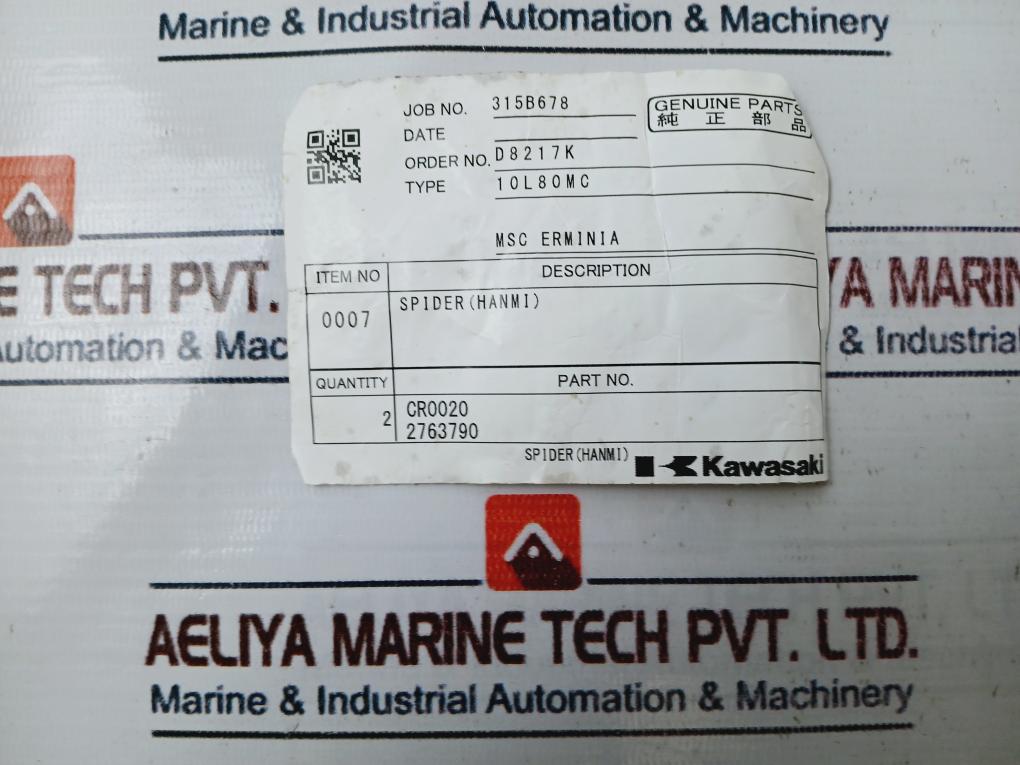 Marine & Industrial Automation & Machinery
JOB NO. 315B678
GENUINE PARTS
純正部品
DATE
ORDER NO. D8217K
TYPE 10L80MC
MSC ERMINIA
ITEM NO DESCRIPTION
0007 SPIDER(HANMI)
QUANTITY PART NO.
2 CR0020
2763790
SPIDER(HANMI) Kawasaki
E TECH PVT.
YA MARIN
utomation & Mac
& Industrial
AELIYA MARINE TECH PVT. LTD.
Marine & Industrial Automation & Machinery